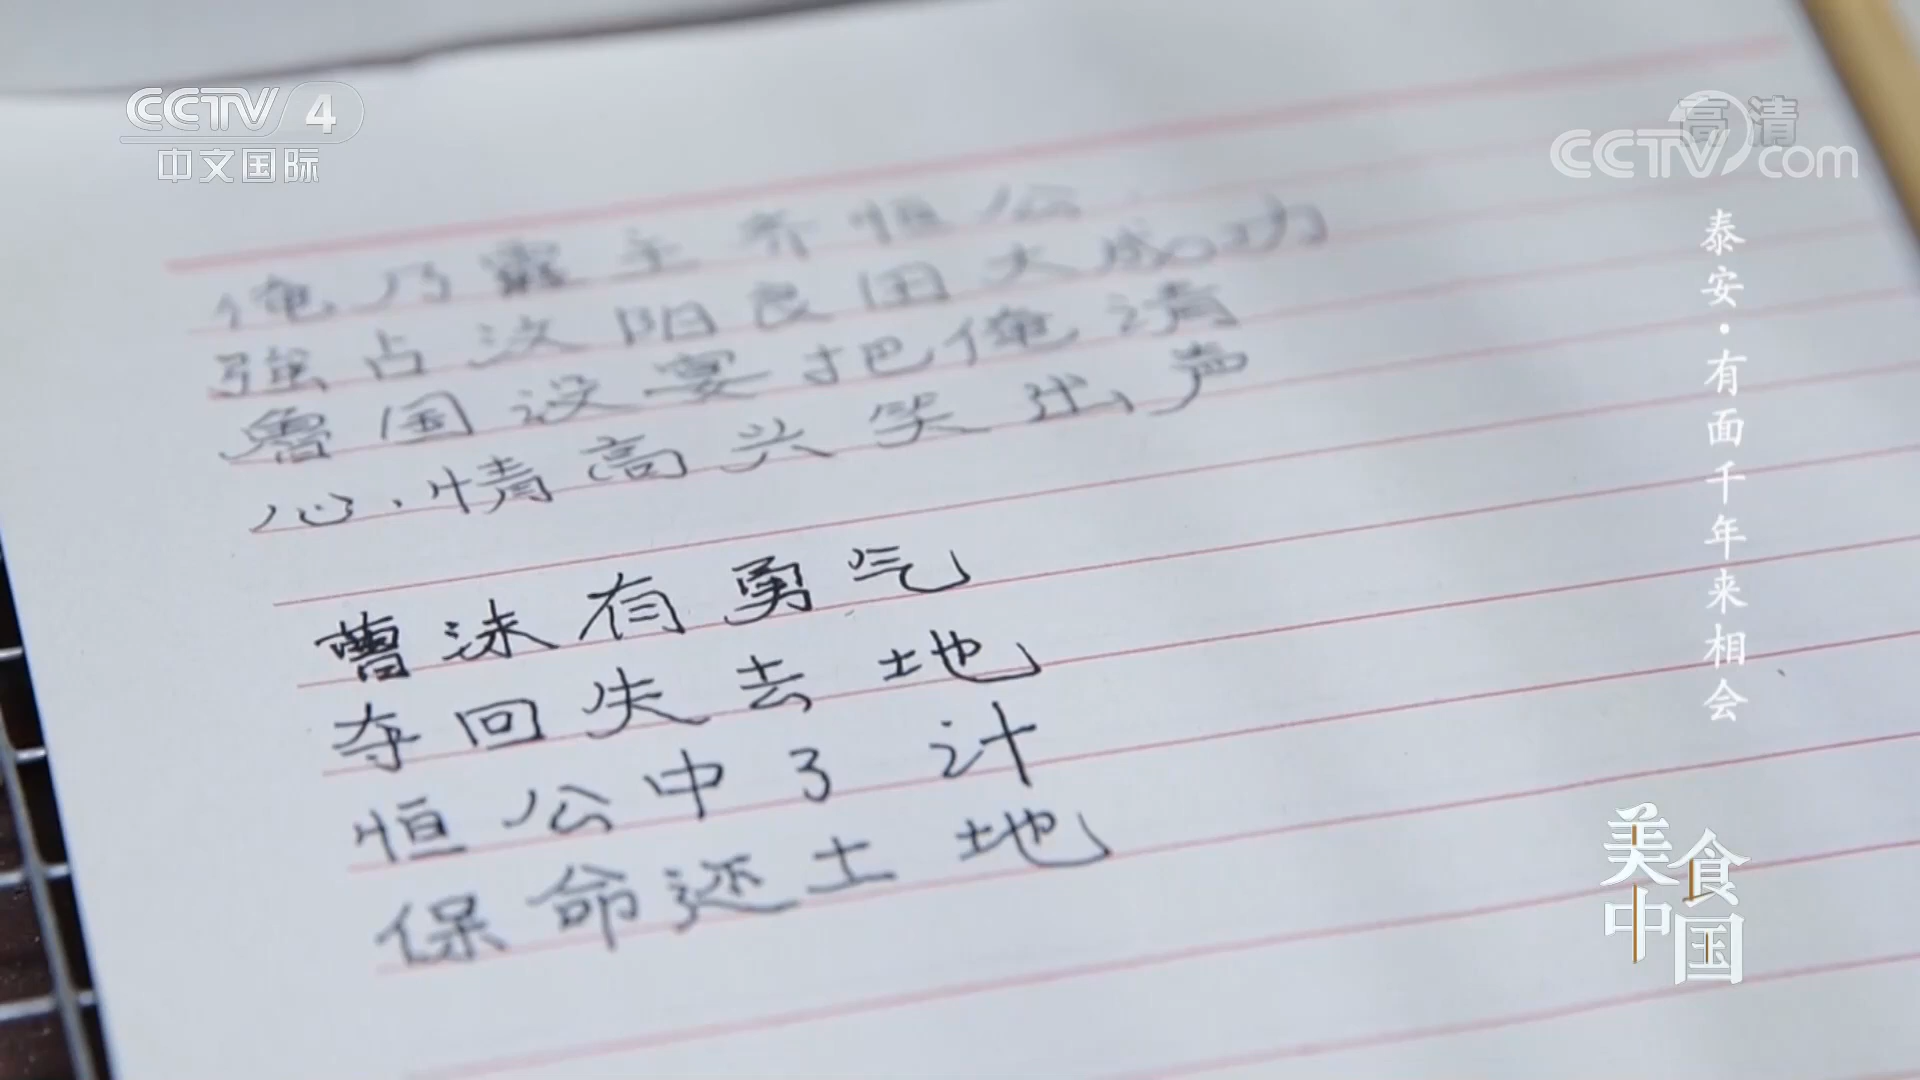 CCTV 4
中文国际
高清
CCTV.com
俺乃霸主齐恒公
強占汶阳良田大成功
魯国设宴把俺请
心情高兴笑出声
曹沫有勇气
夺回失去地
恒公中了计
保命还土地
泰安·有面千年来相会
美食中国